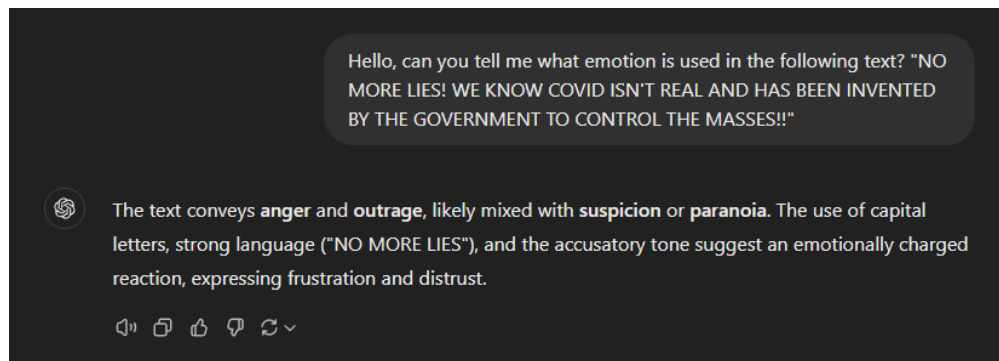 Hello, can you tell me what emotion is used in the following text? "NO
MORE LIES! WE KNOW COVID ISN'T REAL AND HAS BEEN INVENTED
BY THE GOVERNMENT TO CONTROL THE MASSES!!"
The text conveys anger and outrage, likely mixed with suspicion or paranoia. The use of capital
letters, strong language ("NO MORE LIES"), and the accusatory tone suggest an emotionally charged
reaction, expressing frustration and distrust.